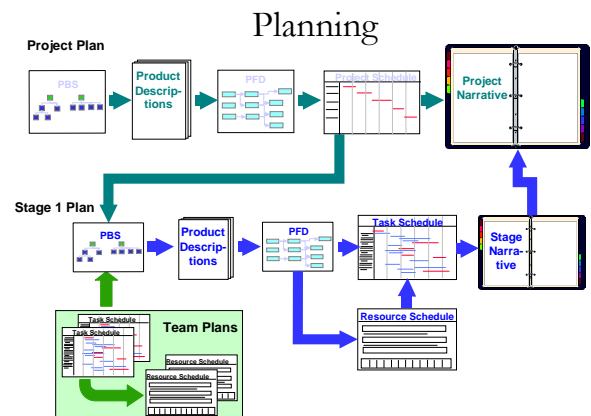 Planning
Project Plan
PBS
Product
Descrip-
tions
PFD
Project Schedule
Project
Narrative
Stage 1 Plan
PBS
Product
Descrip-
tions
PFD
Task Schedule
Stage
Narra-
tive
Resource Schedule
Team Plans
Task Schedule
Task Schedule
Resource Schedule
Resource Schedule